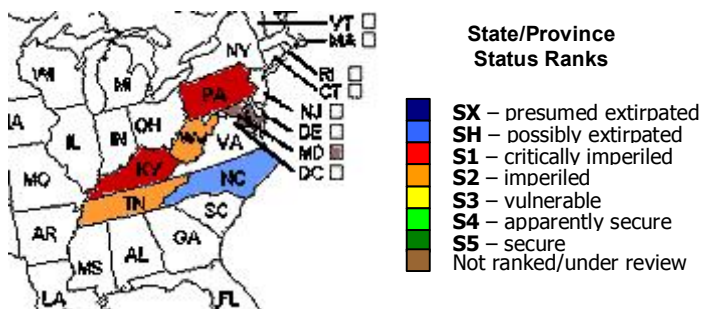 VT
MA
NY
WI
MI
RI
CT
PA
NJ
OH
DE
IL
IN
WV
VA
MD
DC
KY
MO
NC
TN
SC
AR
GA
MS
AL
LA
FL
State/Province
Status Ranks
SX – presumed extirpated
SH – possibly extirpated
S1 – critically imperiled
S2 – imperiled
S3 – vulnerable
S4 – apparently secure
S5 – secure
Not ranked/under review